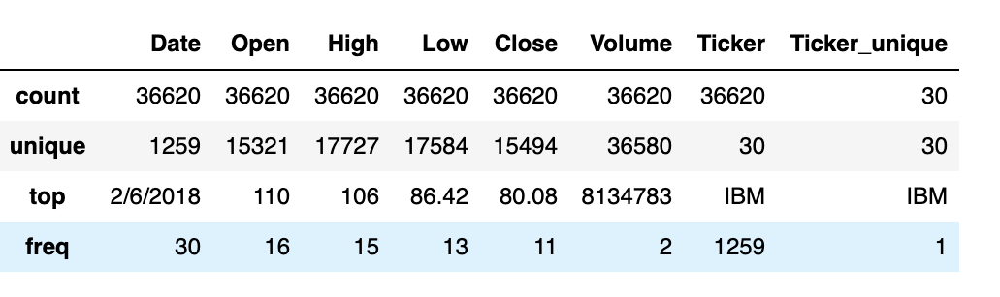 Date Open High Low Close Volume Ticker Ticker_unique
count 36620 36620 36620 36620 36620 36620 36620 30
unique 1259 15321 17727 17584 15494 36580 30 30
top 2/6/2018 110 106 86.42 80.08 8134783 IBM IBM
freq 30 16 15 13 11 2 1259 1